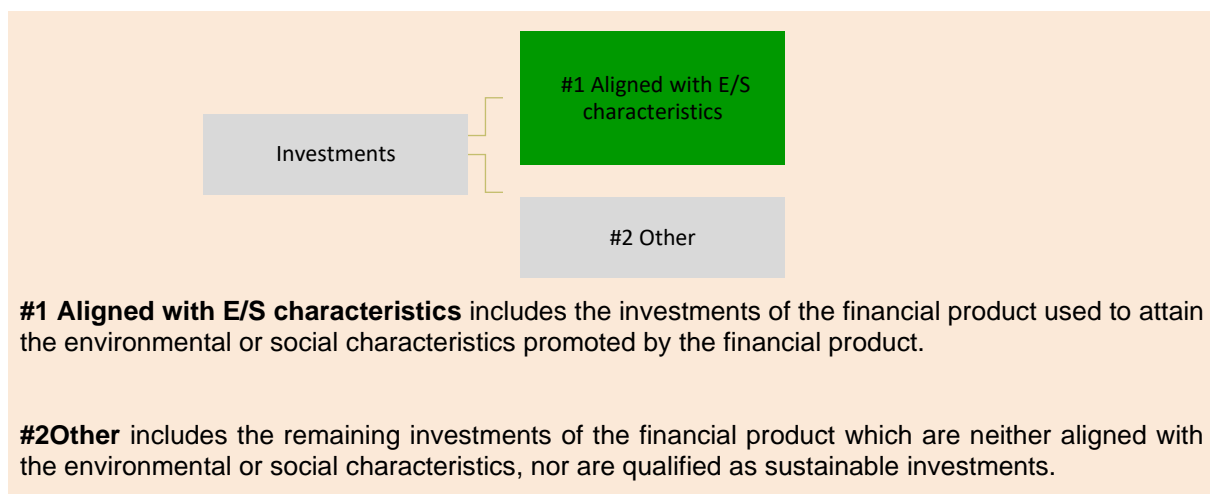 #1 Aligned with E/S
characteristics
Investments
#2 Other
#1 Aligned with E/S characteristics includes the investments of the financial product used to attain
the environmental or social characteristics promoted by the financial product.
#2Other includes the remaining investments of the financial product which are neither aligned with
the environmental or social characteristics, nor are qualified as sustainable investments.